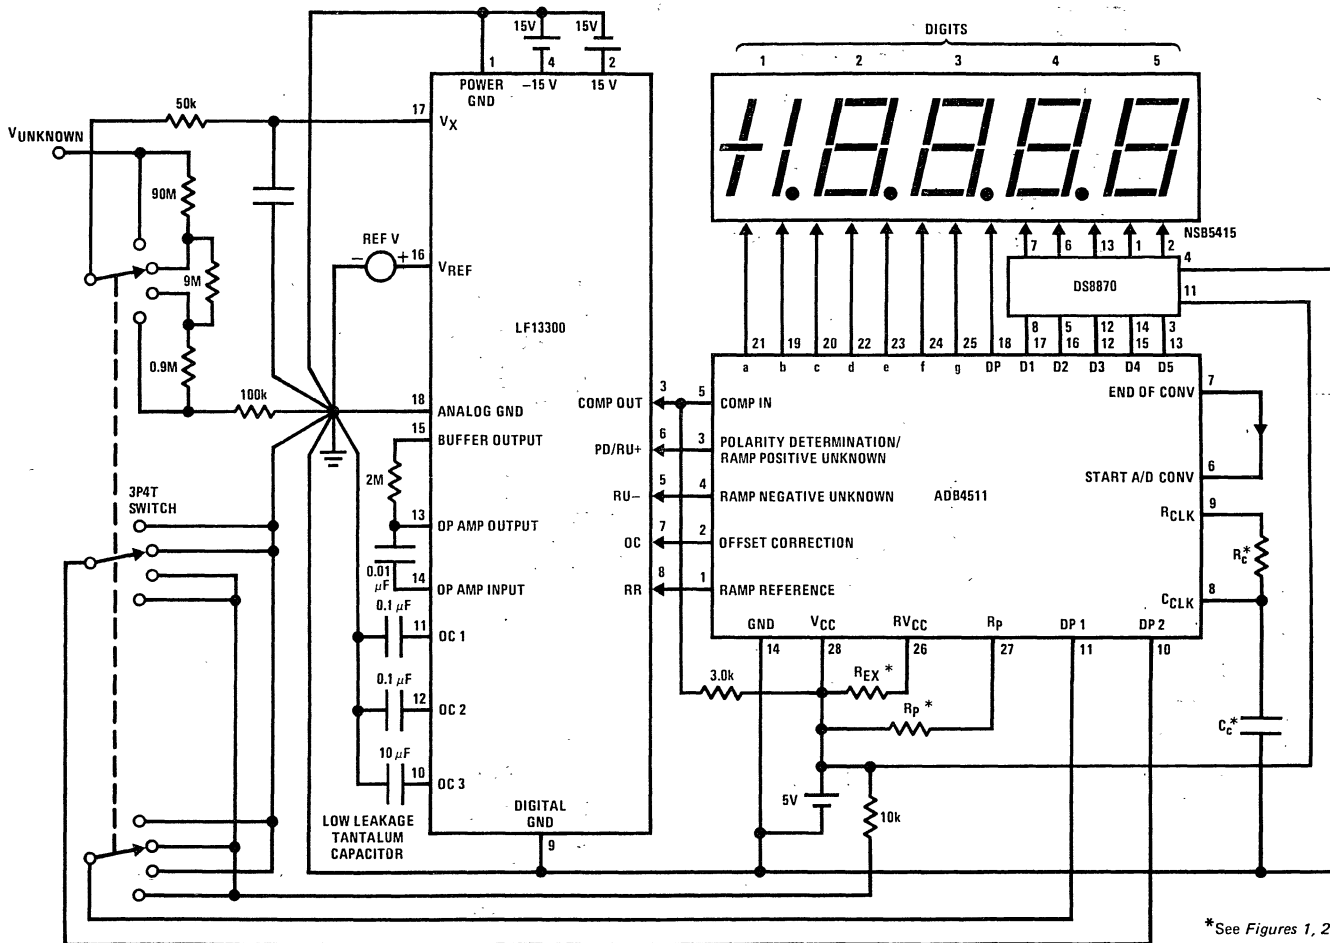 DIGITS
1 2 3 4 5
15V 15V
1 4 2
POWER GND
−15 V
15 V
50k
17
VX
VUNKNOWN
90M
REF V
− +
16
VREF
9M
0.9M
LF13300
100k
18
ANALOG GND
15
BUFFER OUTPUT
2M
13
OP AMP OUTPUT
0.01 µF
14
OP AMP INPUT
0.1 µF
11
OC 1
0.1 µF
12
OC 2
10 µF
10
OC 3
LOW LEAKAGE
TANTALUM
CAPACITOR
DIGITAL
GND
9
3P4T
SWITCH
COMP OUT 3
PD/RU+ 6
RU− 5
OC 7
RR 8
NSB5415
7 6 13 1 2
4
DS8870
11
8 5 12 14 3
21 19 20 22 23 24 25 18 17 16 12 15 13
a b c d e f g DP D1 D2 D3 D4 D5
5 COMP IN
3 POLARITY DETERMINATION/
RAMP POSITIVE UNKNOWN
4 RAMP NEGATIVE UNKNOWN
2 OFFSET CORRECTION
1 RAMP REFERENCE
ADB4511
END OF CONV 7
START A/D CONV 6
RCLK 9
RC*
CCLK 8
CC*
GND VCC RVCC RP DP 1 DP 2
14 28 26 27 11 10
3.0k
REX *
RP *
5V
10k
*See Figures 1, 2